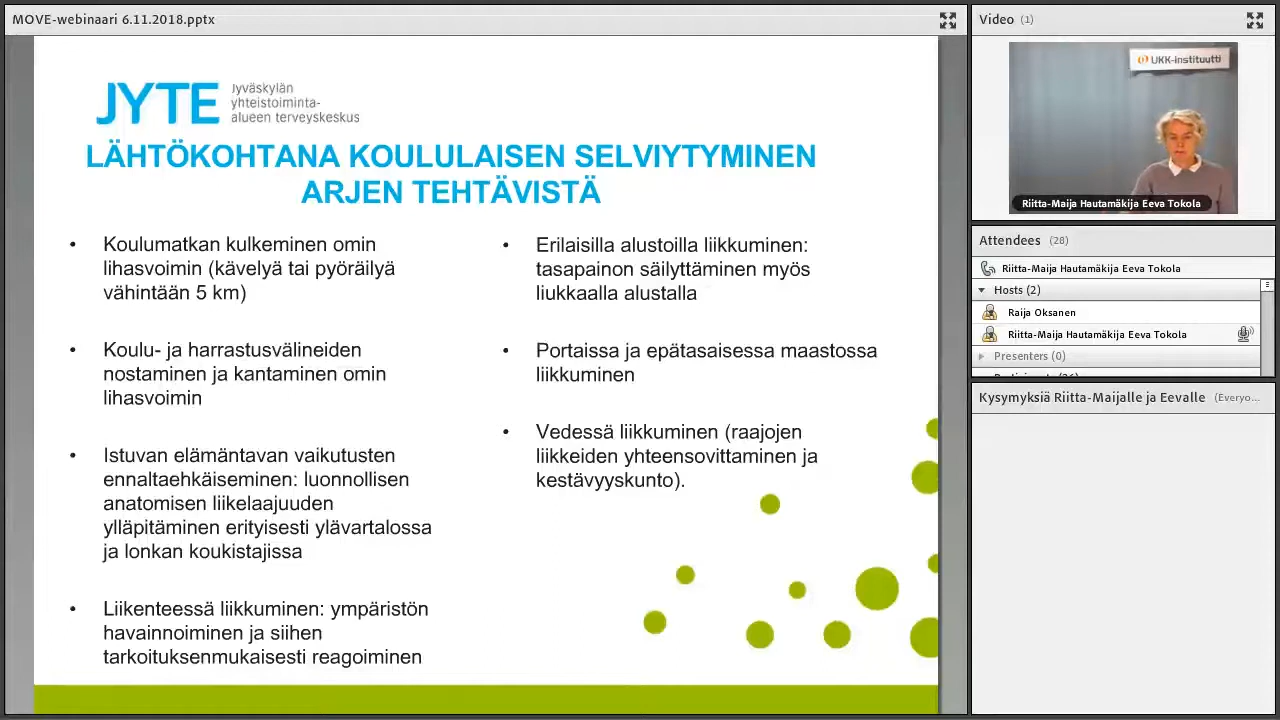 MOVE-webinaari 6.11.2018.pptx
JYTE
Jyväskylän
yhteistoiminta-
alueen terveyskeskus
LÄHTÖKOHTANA KOULULAISEN SELVIYTYMINEN
ARJEN TEHTÄVISTÄ
• Koulumatkan kulkeminen omin
lihasvoimin (kävelyä tai pyöräilyä
vähintään 5 km)
• Koulu- ja harrastusvälineiden
nostaminen ja kantaminen omin
lihasvoimin
• Istuvan elämäntavan vaikutusten
ennaltaehkäiseminen: luonnollisen
anatomisen liikelaajuuden
ylläpitäminen erityisesti ylävartalossa
ja lonkan koukistajissa
• Liikenteessä liikkuminen: ympäristön
havainnoiminen ja siihen
tarkoituksenmukaisesti reagoiminen
• Erilaisilla alustoilla liikkuminen:
tasapainon säilyttäminen myös
liukkaalla alustalla
• Portaissa ja epätasaisessa maastossa
liikkuminen
• Vedessä liikkuminen (raajojen
liikkeiden yhteensovittaminen ja
kestävyyskunto).
Video (1)
UKK-instituutti
Riitta-Maija Hautamäkija Eeva Tokola
Attendees (28)
Riitta-Maija Hautamäkija Eeva Tokola
Hosts (2)
Raija Oksanen
Riitta-Maija Hautamäkija Eeva Tokola
Presenters (0)
Kysymyksiä Riitta-Maijalle ja Eevalle (Everyo...